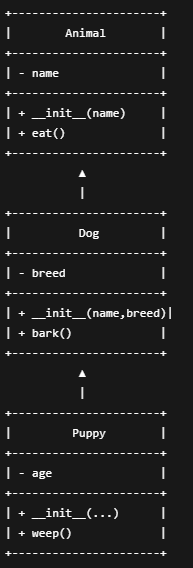 +----------------------+
|        Animal        |
+----------------------+
| - name               |
+----------------------+
| + __init__(name)     |
| + eat()              |
+----------------------+
           ▲
           |
+----------------------+
|          Dog         |
+----------------------+
| - breed              |
+----------------------+
| + __init__(name,breed)|
| + bark()             |
+----------------------+
           ▲
           |
+----------------------+
|         Puppy        |
+----------------------+
| - age                |
+----------------------+
| + __init__(...)      |
| + weep()             |
+----------------------+